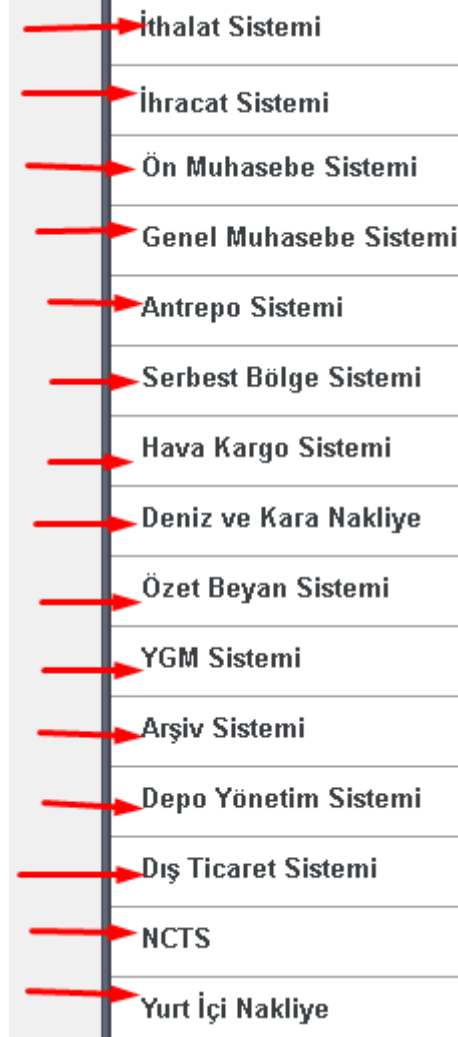 İthalat Sistemi
İhracat Sistemi
Ön Muhasebe Sistemi
Genel Muhasebe Sistemi
Antrepo Sistemi
Serbest Bölge Sistemi
Hava Kargo Sistemi
Deniz ve Kara Nakliye
Özet Beyan Sistemi
YGM Sistemi
Arşiv Sistemi
Depo Yönetim Sistemi
Dış Ticaret Sistemi
NCTS
Yurt İçi Nakliye